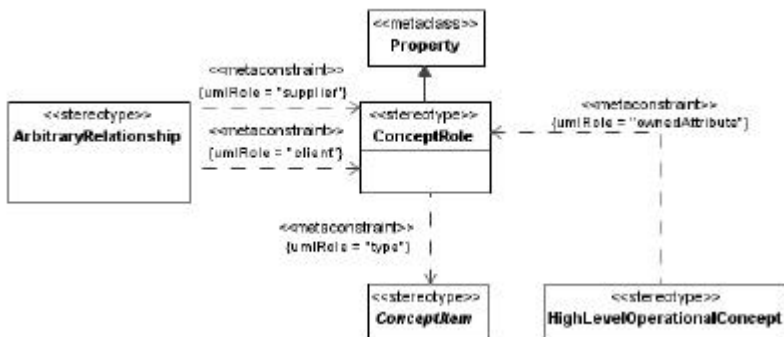 <<metaclass>>
Property
<<metaconstraint>>
{umlRole = "supplier"}
<<stereotype>>
ArbitraryRelationship
<<metaconstraint>>
{umlRole = "client"}
<<stereotype>>
ConceptRole
<<metaconstraint>>
{umlRole = "ownedAttribute"}
<<metaconstraint>>
{umlRole = "type"}
<<stereotype>>
ConceptItem
<<stereotype>>
HighLevelOperationalConcept